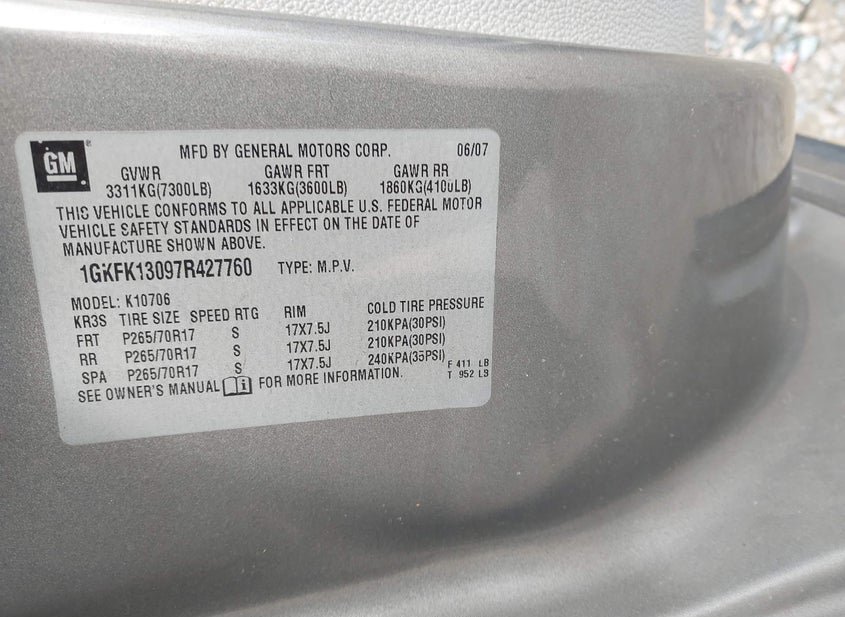 GM ®
MFD BY GENERAL MOTORS CORP. 06/07
GVWR GAWR FRT GAWR RR
3311KG(7300LB) 1633KG(3600LB) 1860KG(4100LB)
THIS VEHICLE CONFORMS TO ALL APPLICABLE U.S. FEDERAL MOTOR
VEHICLE SAFETY STANDARDS IN EFFECT ON THE DATE OF
MANUFACTURE SHOWN ABOVE.
1GKFK13097R427760 TYPE: M.P.V.
MODEL: K10706
KR3S TIRE SIZE SPEED RTG RIM COLD TIRE PRESSURE
FRT P265/70R17 S 17X7.5J 210KPA(30PSI)
RR P265/70R17 S 17X7.5J 210KPA(30PSI)
SPA P265/70R17 S 17X7.5J 240KPA(35PSI)
SEE OWNER'S MANUAL i FOR MORE INFORMATION.
F 411 LB
T 952 LB